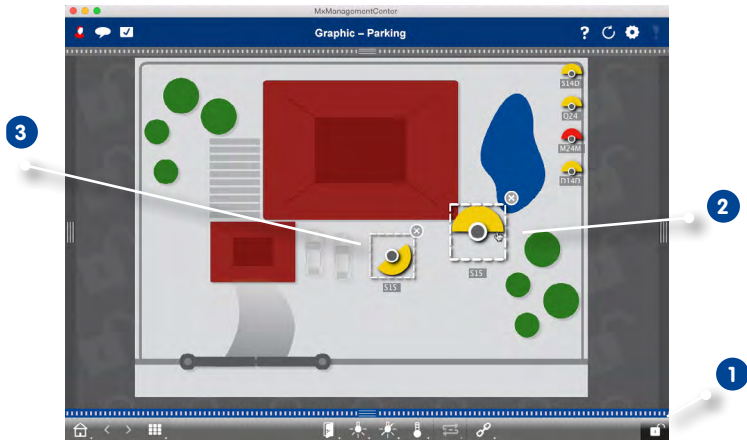 MxManagementCenter
Graphic – Parking
?
S14D
Q24
M24M
D14D
3
2
S15
S15
1